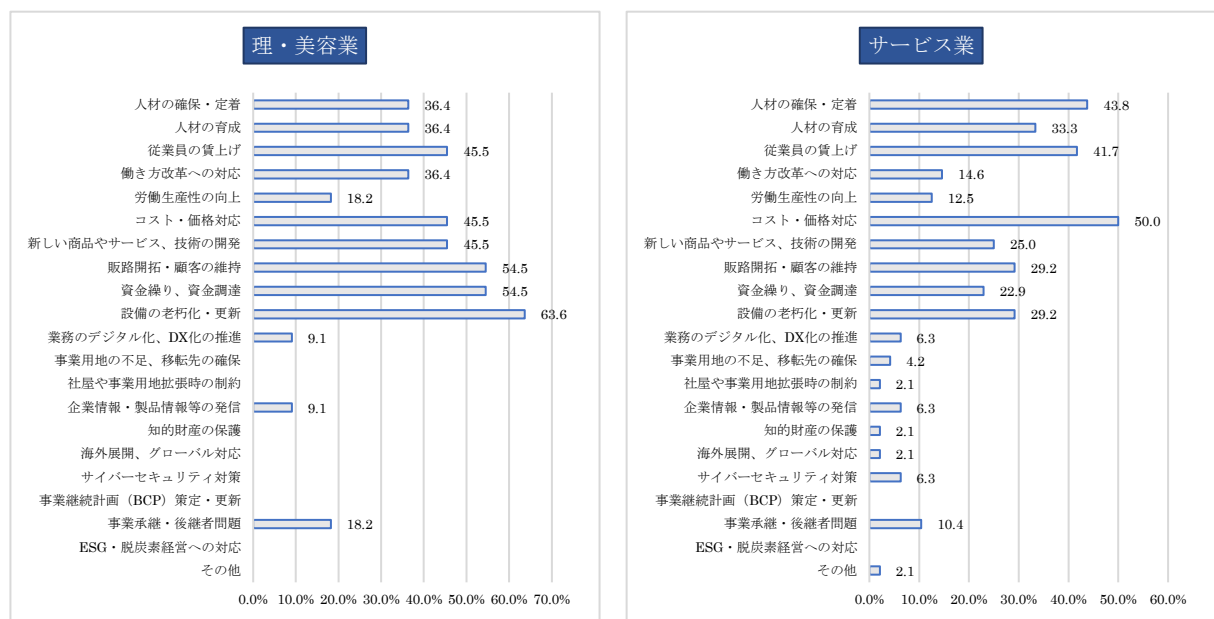 理・美容業
人材の確保・定着 36.4
人材の育成 36.4
従業員の賃上げ 45.5
働き方改革への対応 36.4
労働生産性の向上 18.2
コスト・価格対応 45.5
新しい商品やサービス、技術の開発 45.5
販路開拓・顧客の維持 54.5
資金繰り、資金調達 54.5
設備の老朽化・更新 63.6
業務のデジタル化、DX化の推進 9.1
事業用地の不足、移転先の確保
社屋や事業用地拡張時の制約
企業情報・製品情報等の発信 9.1
知的財産の保護
海外展開、グローバル対応
サイバーセキュリティ対策
事業継続計画（BCP）策定・更新
事業承継・後継者問題 18.2
ESG・脱炭素経営への対応
その他
0.0% 10.0% 20.0% 30.0% 40.0% 50.0% 60.0% 70.0%
サービス業
人材の確保・定着 43.8
人材の育成 33.3
従業員の賃上げ 41.7
働き方改革への対応 14.6
労働生産性の向上 12.5
コスト・価格対応 50.0
新しい商品やサービス、技術の開発 25.0
販路開拓・顧客の維持 29.2
資金繰り、資金調達 22.9
設備の老朽化・更新 29.2
業務のデジタル化、DX化の推進 6.3
事業用地の不足、移転先の確保 4.2
社屋や事業用地拡張時の制約 2.1
企業情報・製品情報等の発信 6.3
知的財産の保護 2.1
海外展開、グローバル対応 2.1
サイバーセキュリティ対策 6.3
事業継続計画（BCP）策定・更新
事業承継・後継者問題 10.4
ESG・脱炭素経営への対応
その他 2.1
0.0% 10.0% 20.0% 30.0% 40.0% 50.0% 60.0%